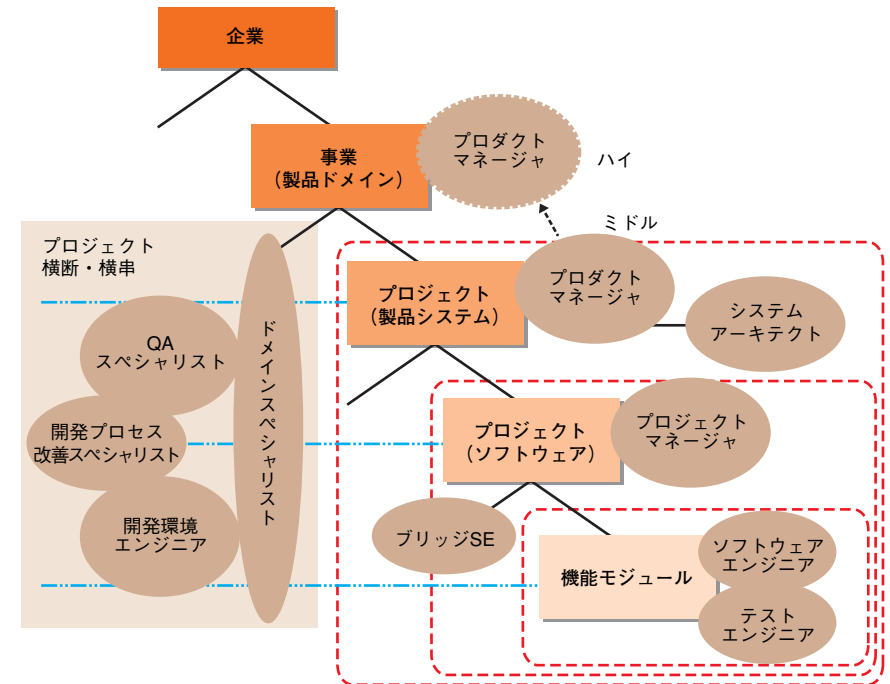 企業
事業
（製品ドメイン）
プロダクト
マネージャ
ハイ
ミドル
プロジェクト
横断・横串
プロジェクト
（製品システム）
プロダクト
マネージャ
システム
アーキテクト
QA
スペシャリスト
ドメインスペシャリスト
開発プロセス
改善スペシャリスト
プロジェクト
（ソフトウェア）
プロジェクト
マネージャ
開発環境
エンジニア
ブリッジSE
機能モジュール
ソフトウェア
エンジニア
テスト
エンジニア